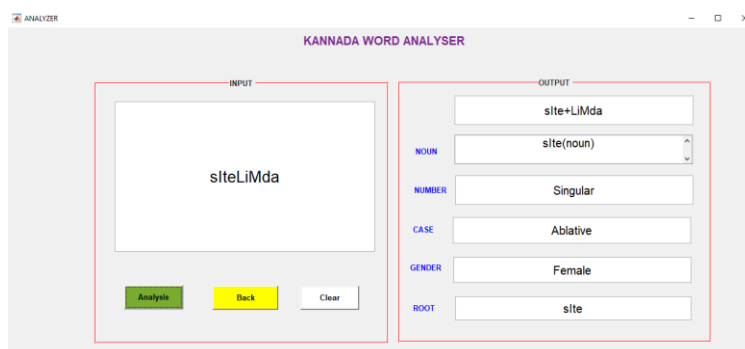 ANALYZER
KANNADA WORD ANALYSER
INPUT
sIteLiMda
Analysis
Back
Clear
OUTPUT
sIte+LiMda
NOUN sIte(noun)
NUMBER Singular
CASE Ablative
GENDER Female
ROOT sIte